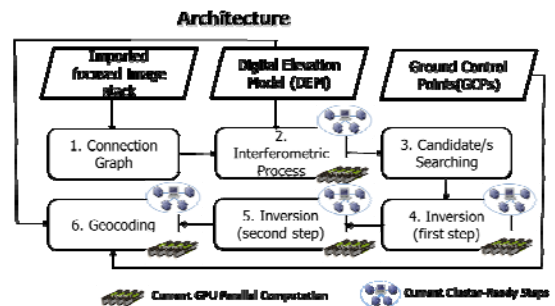 Architecture
Imported
focused image
stack
Digital Elevation
Model (DEM)
Ground Control
Points(GCPs)
1. Connection
Graph
2.
Interferometric
Process
3. Candidate/s
Searching
6. Geocoding
5. Inversion
(second step)
4. Inversion
(first step)
Current GPU Parallel Computation
Current Cluster-Ready Steps